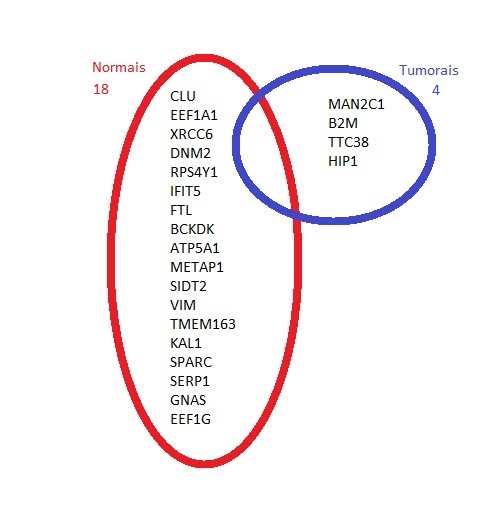 Normais
18
CLU
EEF1A1
XRCC6
DNM2
RPS4Y1
IFIT5
FTL
BCKDK
ATP5A1
METAP1
SIDT2
VIM
TMEM163
KAL1
SPARC
SERP1
GNAS
EEF1G
Tumorais
4
MAN2C1
B2M
TTC38
HIP1